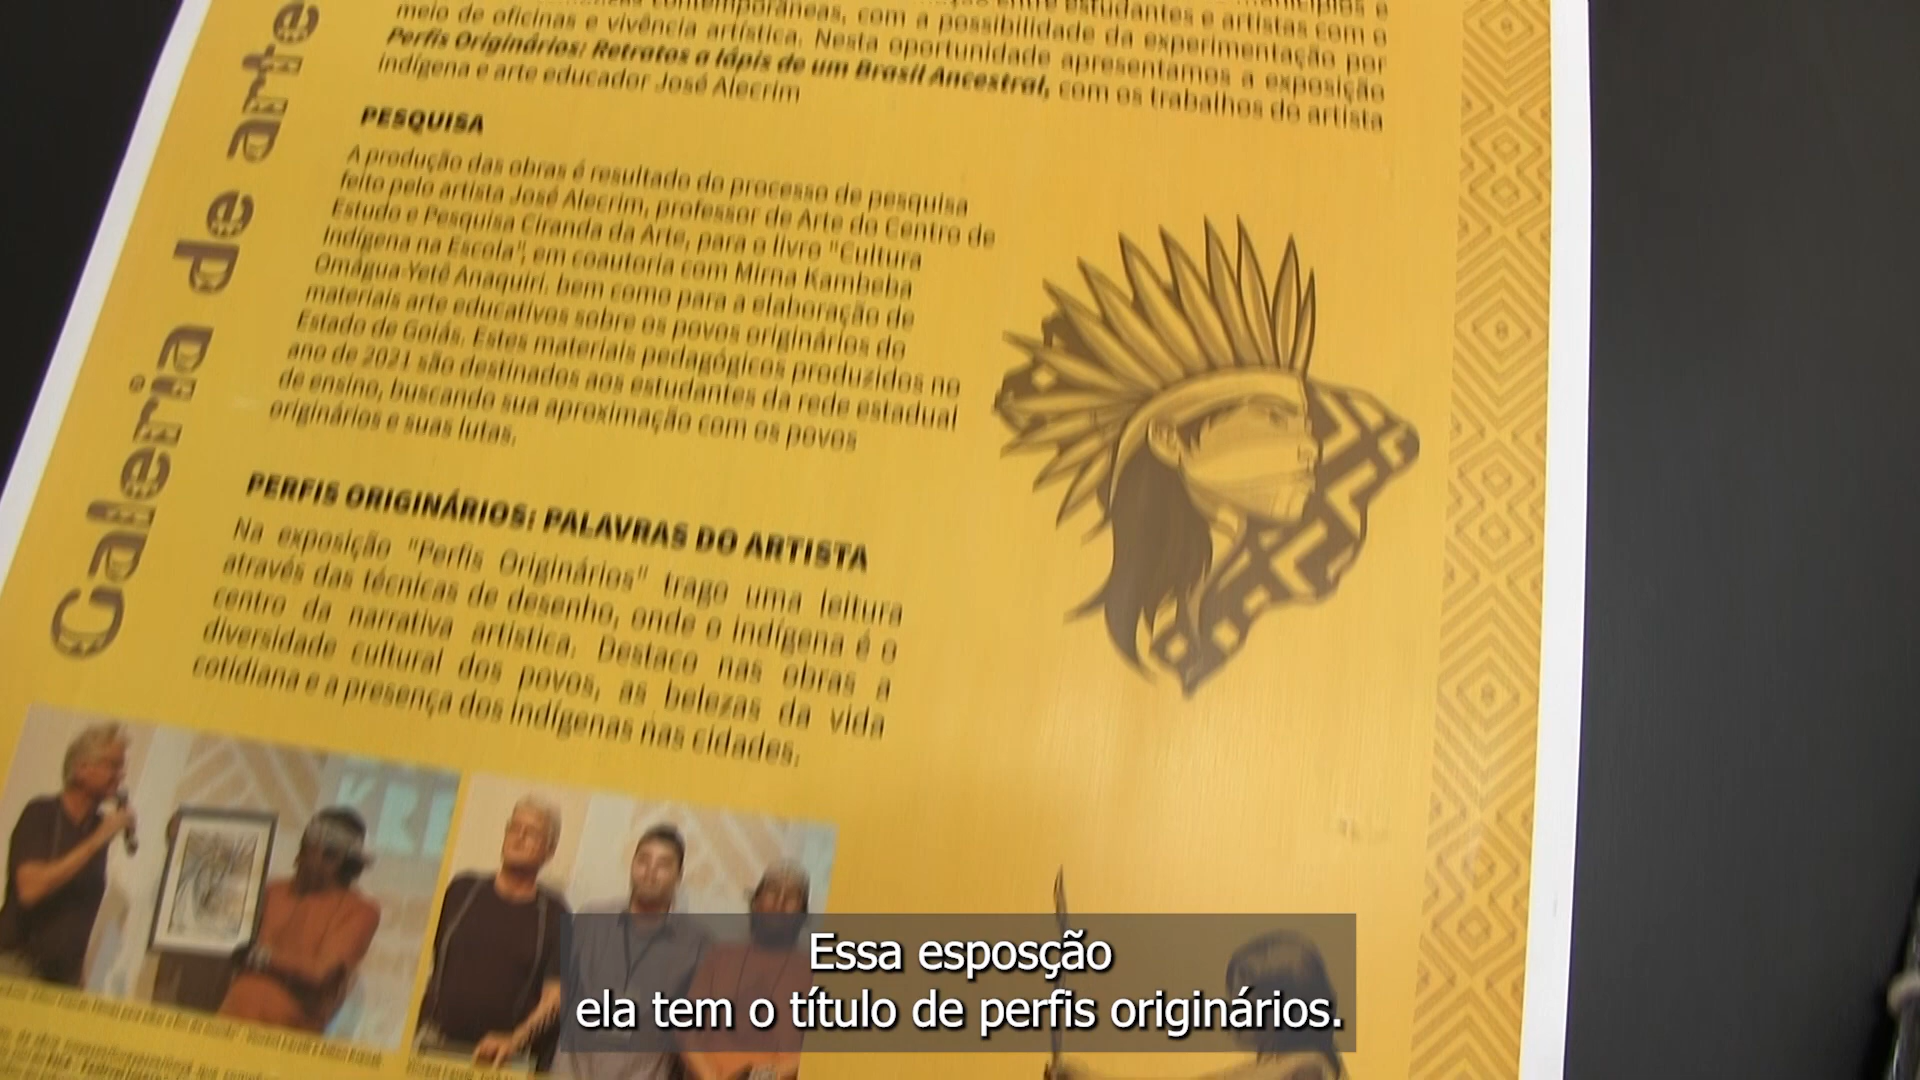 meio de oficinas e vivência artística. Nesta oportunidade apresentamos a exposição
Perfis Originários: Retratos a lápis de um Brasil Ancestral, com os trabalhos do artista
indígena e arte educador José Alecrim
Galeria de arte
PESQUISA
A produção das obras é resultado do processo de pesquisa
feito pelo artista José Alecrim, professor de Arte do Centro de
Estudo e Pesquisa Ciranda da Arte, para o livro "Cultura
Indígena na Escola", em coautoria com Mirna Kambeba
Omágua-Yetê Anaquiri, bem como para a elaboração de
materiais arte educativos sobre os povos originários do
Estado de Goiás. Estes materiais pedagógicos produzidos no
ano de 2021 são destinados aos estudantes da rede estadual
de ensino, buscando sua aproximação com os povos
originários e suas lutas.
PERFIS ORIGINÁRIOS: PALAVRAS DO ARTISTA
Na exposição "Perfis Originários" trago uma leitura
através das técnicas de desenho, onde o indígena é o
centro da narrativa artística. Destaco nas obras a
diversidade cultural dos povos, as belezas da vida
cotidiana e a presença dos indígenas nas cidades.
Essa esposção
ela tem o título de perfis originários.